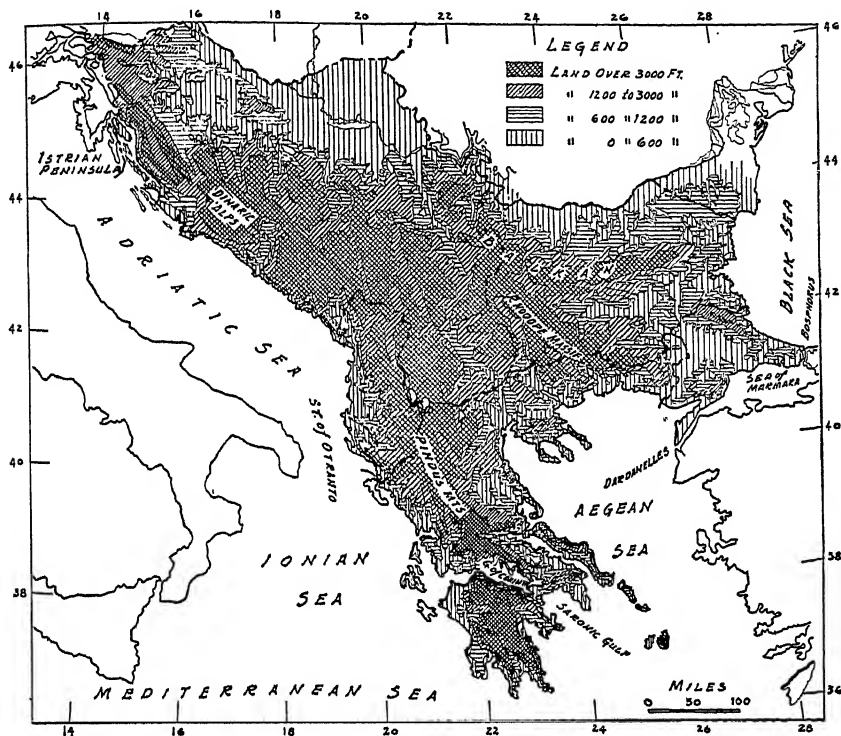 14 16 18 20 22 24 26 28
46
46
LEGEND
LAND OVER 3000 FT.
" 1200 to 3000 "
" 600 " 1200 "
" 0 " 600 "
44
44
ISTRIAN
PENINSULA
DINARIC
ALPS
ADRIATIC SEA
BALKAN
BLACK SEA
42
42
RHODOPE
BOSPHORUS
SEA OF
MARMARA
ST. OF OTRANTO
40
40
PINDUS MTS
DARDANELLES
AEGEAN
SEA
IONIAN
SEA
38
38
G. OF CORINTH
SARONIC GULF
MEDITERRANEAN SEA
MILES
0 50 100
36
14 16 18 20 22 24 26 28